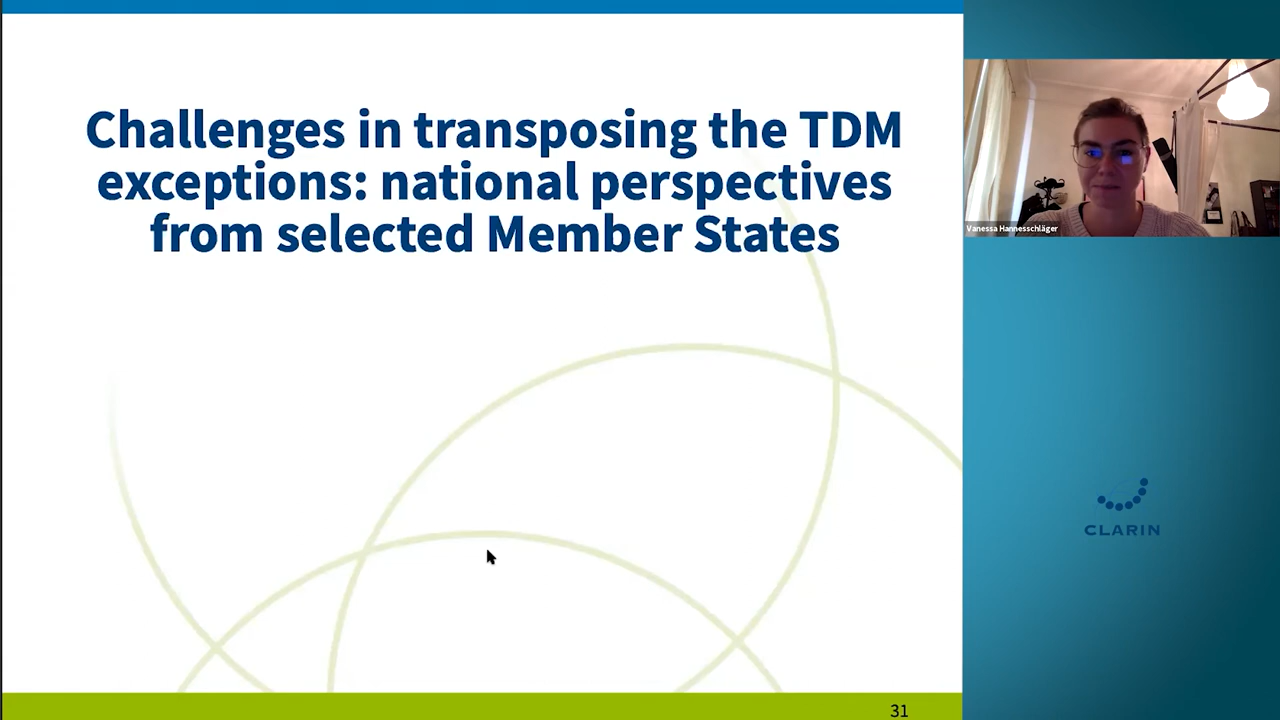 Challenges in transposing the TDM
exceptions: national perspectives
from selected Member States
Vanessa Hannesschläger
CLARIN
31